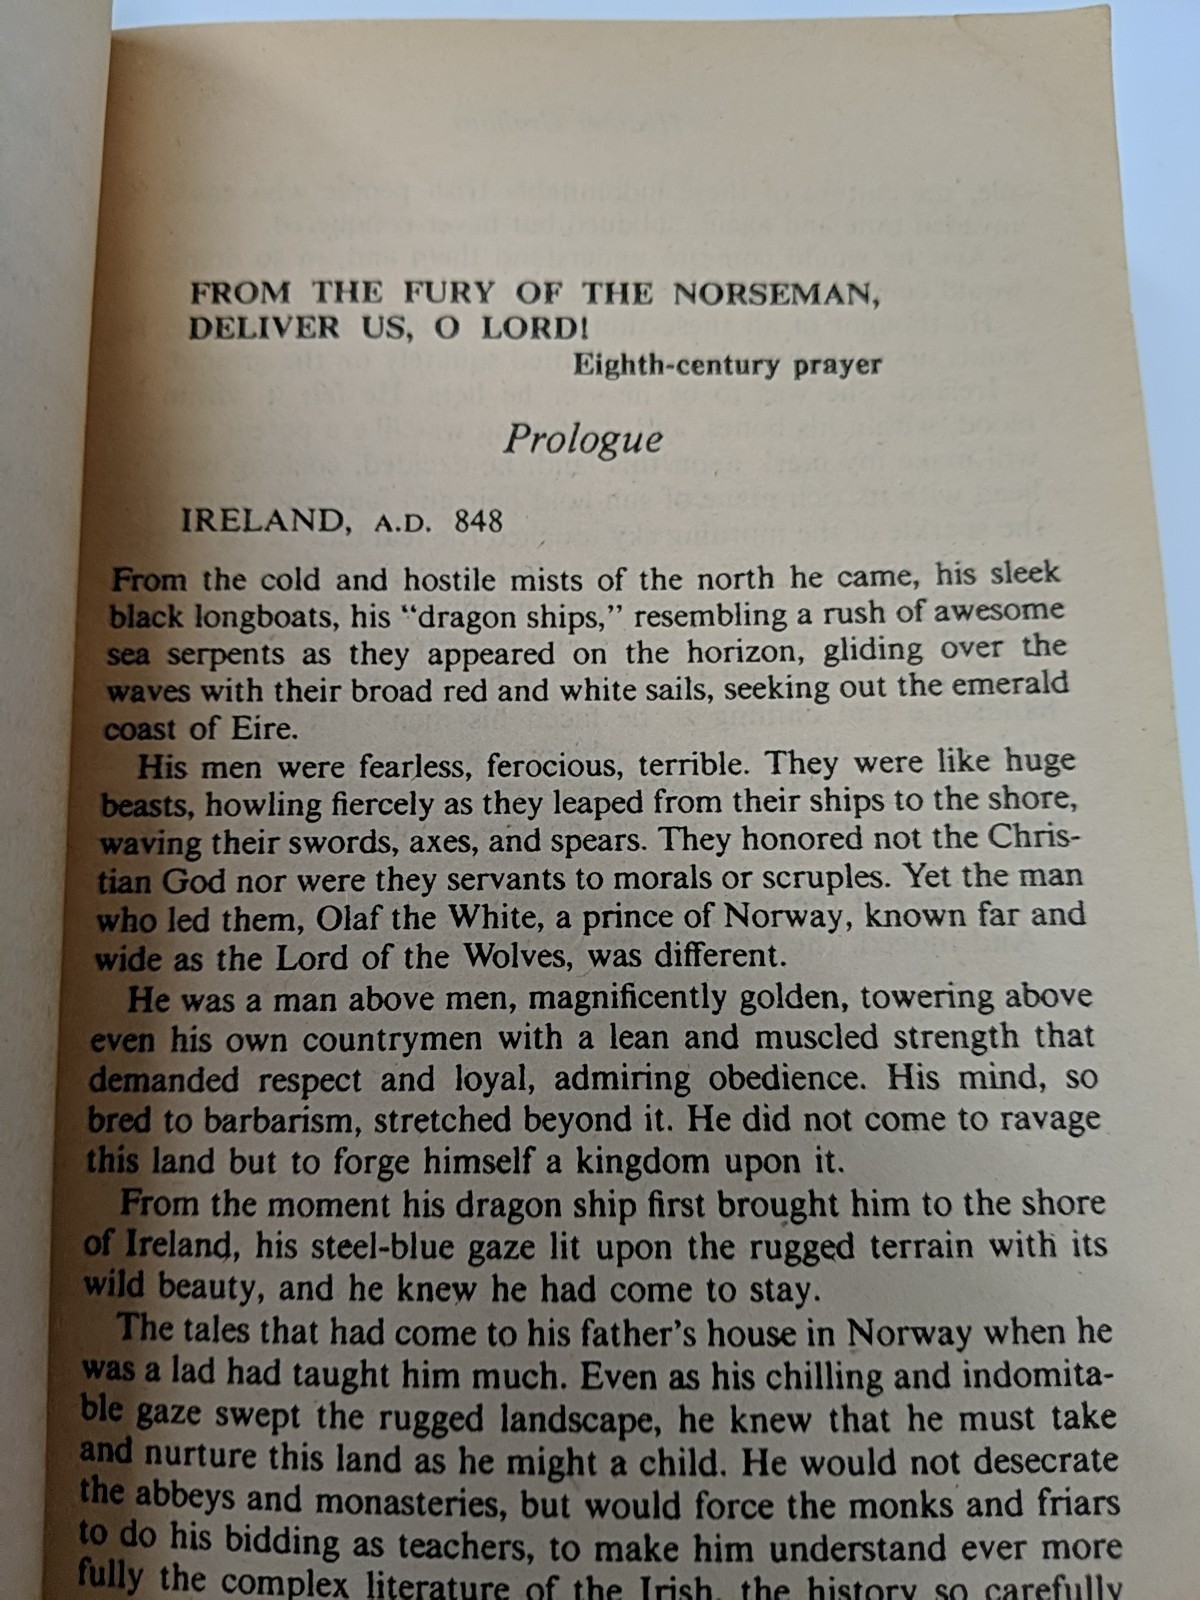 FROM THE FURY OF THE NORSEMAN,
DELIVER US, O LORD!
Eighth-century prayer
Prologue
IRELAND, A.D. 848
From the cold and hostile mists of the north he came, his sleek
black longboats, his “dragon ships,” resembling a rush of awesome
sea serpents as they appeared on the horizon, gliding over the
waves with their broad red and white sails, seeking out the emerald
coast of Eire.
His men were fearless, ferocious, terrible. They were like huge
beasts, howling fiercely as they leaped from their ships to the shore,
waving their swords, axes, and spears. They honored not the Chris-
tian God nor were they servants to morals or scruples. Yet the man
who led them, Olaf the White, a prince of Norway, known far and
wide as the Lord of the Wolves, was different.
He was a man above men, magnificently golden, towering above
even his own countrymen with a lean and muscled strength that
demanded respect and loyal, admiring obedience. His mind, so
bred to barbarism, stretched beyond it. He did not come to ravage
this land but to forge himself a kingdom upon it.
From the moment his dragon ship first brought him to the shore
of Ireland, his steel-blue gaze lit upon the rugged terrain with its
wild beauty, and he knew he had come to stay.
The tales that had come to his father’s house in Norway when he
was a lad had taught him much. Even as his chilling and indomita-
ble gaze swept the rugged landscape, he knew that he must take
and nurture this land as he might a child. He would not desecrate
the abbeys and monasteries, but would force the monks and friars
to do his bidding as teachers, to make him understand ever more
fully the complex literature of the Irish, the history so carefully